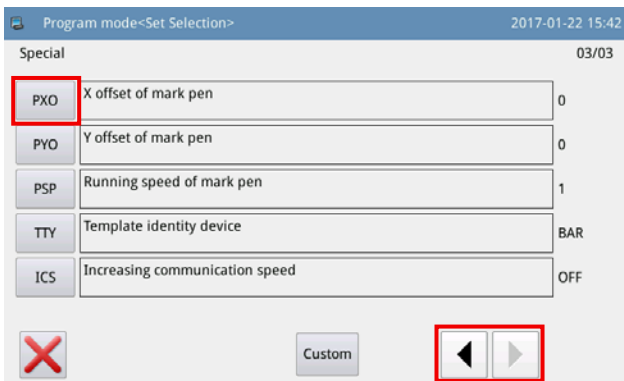 Program mode<Set Selection> 2017-01-22 15:42
Special 03/03
PXO X offset of mark pen 0
PYO Y offset of mark pen 0
PSP Running speed of mark pen 1
TTY Template identity device BAR
ICS Increasing communication speed OFF
Custom